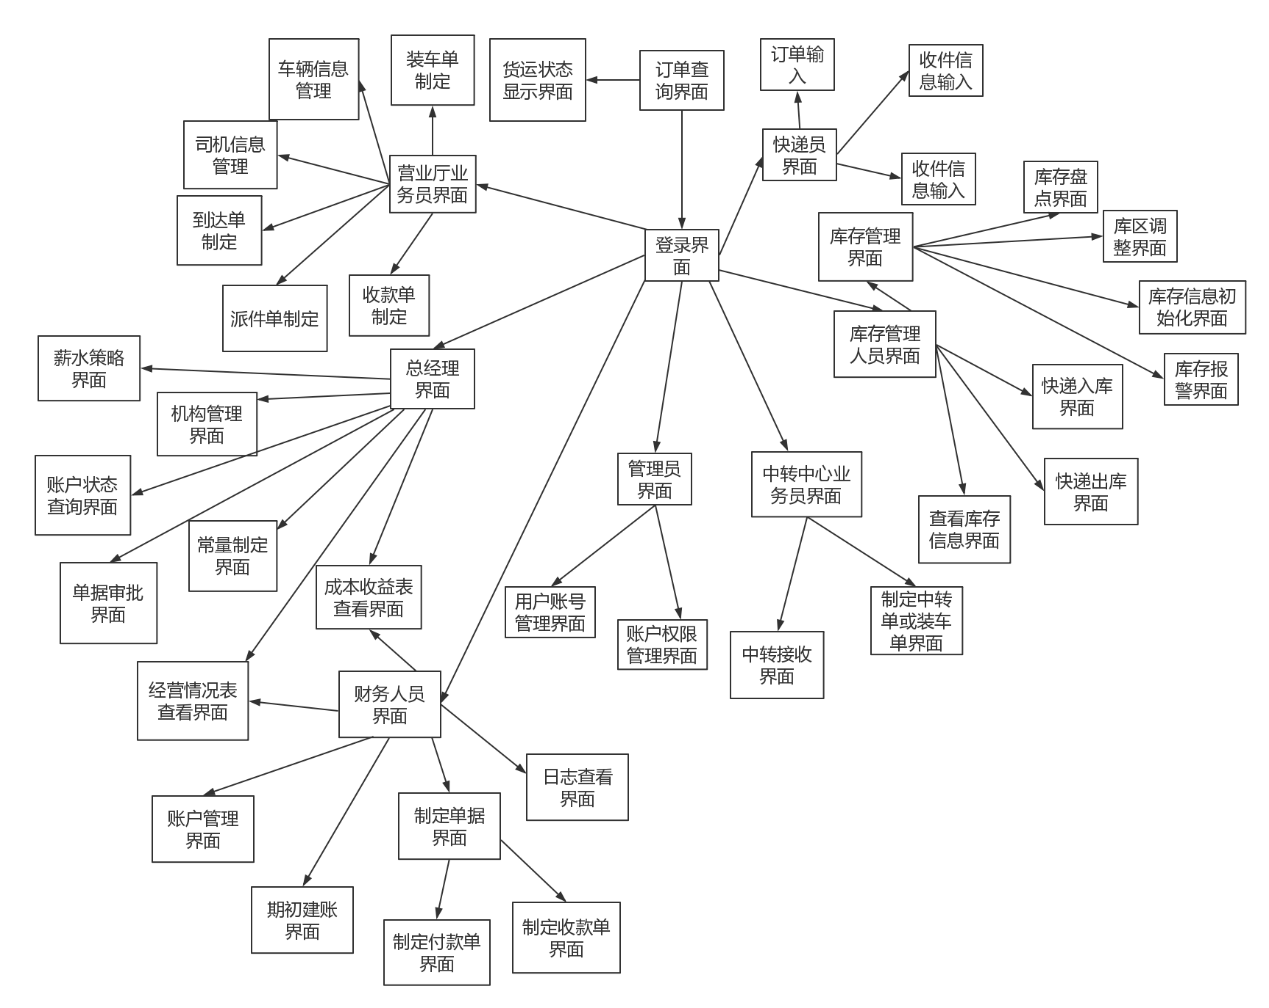 车辆信息
管理
装车单
制定
货运状态
显示界面
订单查
询界面
订单输
入
收件信
息输入
司机信息
管理
营业厅业
务员界面
快递员
界面
收件信
息输入
库存盘
点界面
到达单
制定
登录界
面
库存管理
界面
库区调
整界面
派件单制定
收款单
制定
库存管理
人员界面
库存信息初
始化界面
薪水策略
界面
总经理
界面
库存报
警界面
机构管理
界面
快递入库
界面
账户状态
查询界面
管理员
界面
中转中心业
务员界面
快递出库
界面
常量制定
界面
查看库存
信息界面
单据审批
界面
成本收益表
查看界面
用户账号
管理界面
账户权限
管理界面
制定中转
单或装车
单界面
中转接收
界面
经营情况表
查看界面
财务人员
界面
日志查看
界面
账户管理
界面
制定单据
界面
期初建账
界面
制定付款单
界面
制定收款单
界面